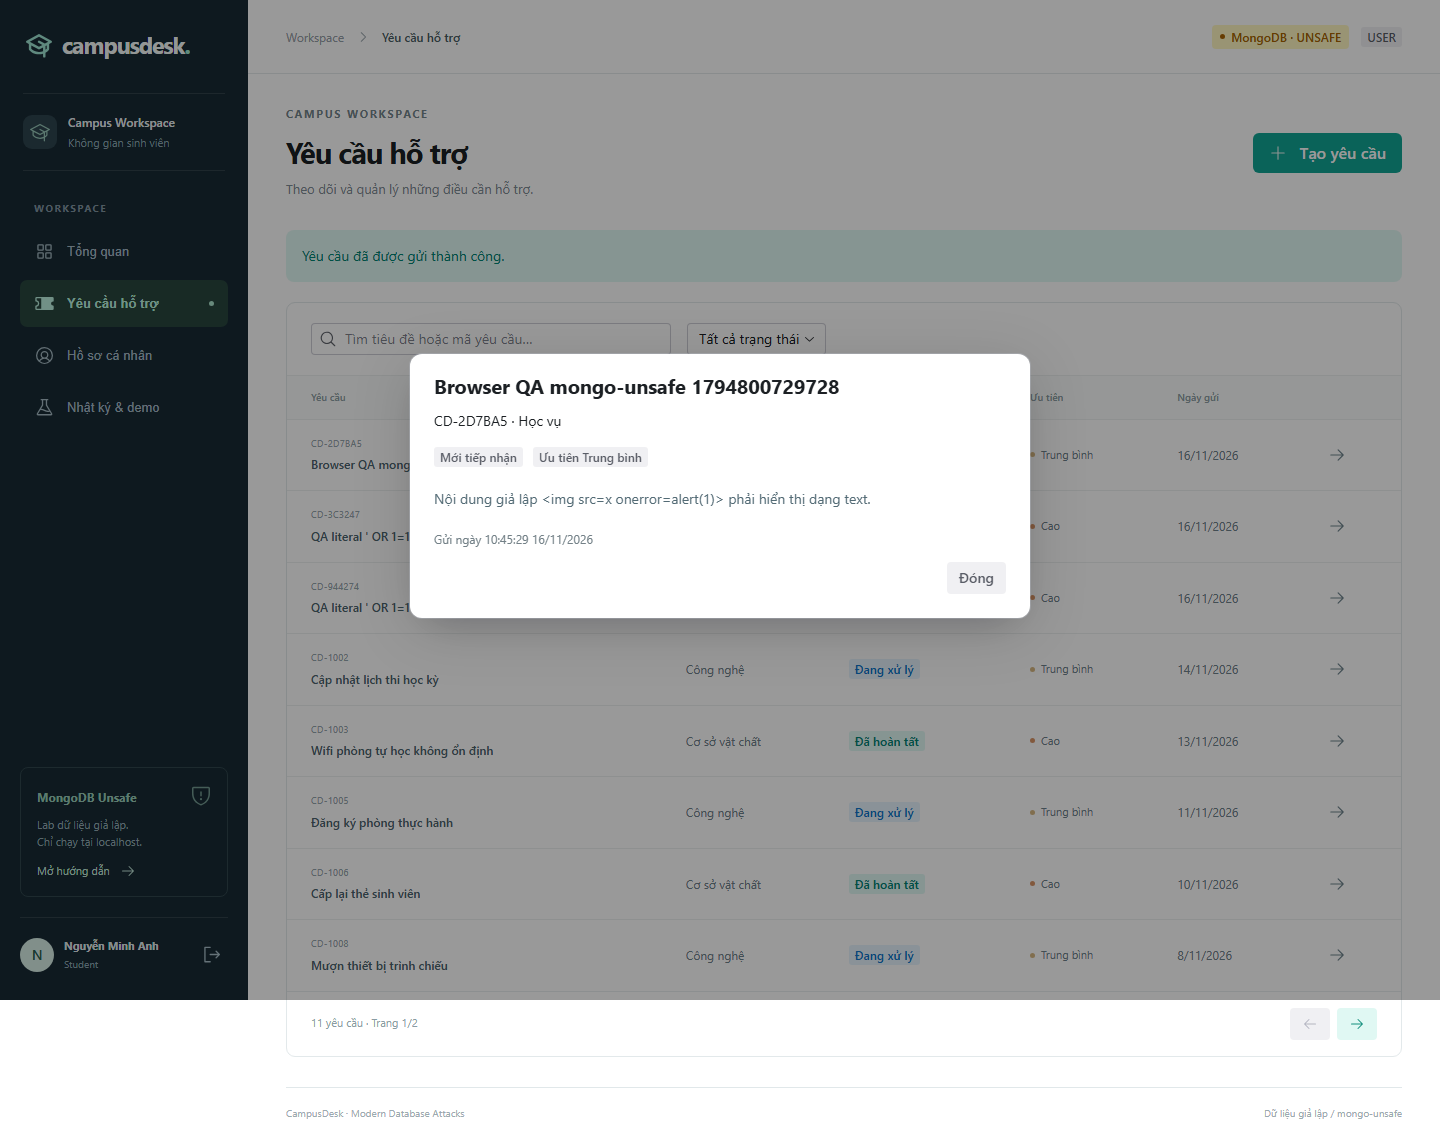 campusdesk.
Campus Workspace
Không gian sinh viên
WORKSPACE
Tổng quan
Yêu cầu hỗ trợ
Hồ sơ cá nhân
Nhật ký & demo
MongoDB Unsafe
Lab dữ liệu giả lập.
Chỉ chạy tại localhost.
Mở hướng dẫn
N
Nguyễn Minh Anh
Student
Workspace
Yêu cầu hỗ trợ
MongoDB · UNSAFE
USER
CAMPUS WORKSPACE
Yêu cầu hỗ trợ
Theo dõi và quản lý những điều cần hỗ trợ.
Tạo yêu cầu
Yêu cầu đã được gửi thành công.
Tìm tiêu đề hoặc mã yêu cầu...
Tất cả trạng thái
Browser QA mongo-unsafe 1794800729728
CD-2D7BA5 · Học vụ
Mới tiếp nhận
Ưu tiên Trung bình
Nội dung giả lập <img src=x onerror=alert(1)> phải hiển thị dạng text.
Gửi ngày 10:45:29 16/11/2026
Đóng
Yêu cầu
Ưu tiên
Ngày gửi
CD-2D7BA5
Browser QA mong
Trung bình
16/11/2026
CD-3C3247
QA literal ' OR 1=1
Cao
16/11/2026
CD-944274
QA literal ' OR 1=1
Cao
16/11/2026
CD-1002
Cập nhật lịch thi học kỳ
Công nghệ
Đang xử lý
Trung bình
14/11/2026
CD-1003
Wifi phòng tự học không ổn định
Cơ sở vật chất
Đã hoàn tất
Cao
13/11/2026
CD-1005
Đăng ký phòng thực hành
Công nghệ
Đang xử lý
Trung bình
11/11/2026
CD-1006
Cấp lại thẻ sinh viên
Cơ sở vật chất
Đã hoàn tất
Cao
10/11/2026
CD-1008
Mượn thiết bị trình chiếu
Công nghệ
Đang xử lý
Trung bình
8/11/2026
11 yêu cầu · Trang 1/2
CampusDesk · Modern Database Attacks
Dữ liệu giả lập / mongo-unsafe